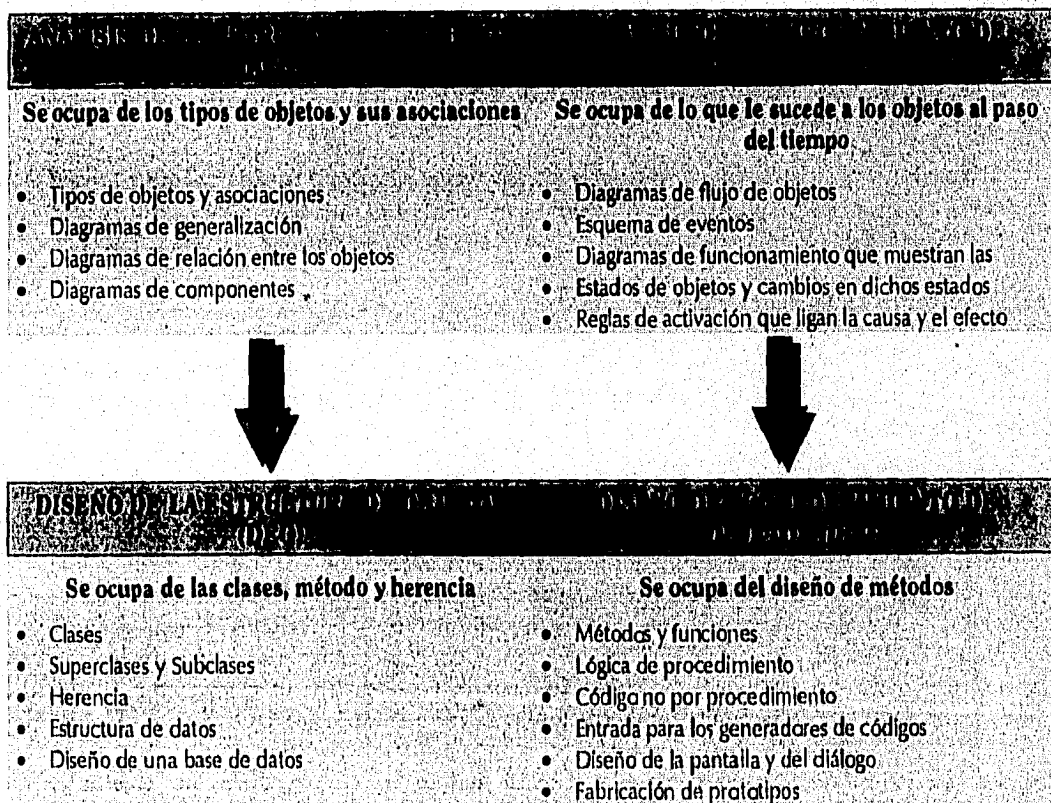 Se ocupa de los tipos de objetos y sus asociaciones
• Tipos de objetos y asociaciones
• Diagramas de generalización
• Diagramas de relación entre los objetos
• Diagramas de componentes
Se ocupa de lo que le sucede a los objetos al paso
del tiempo
• Diagramas de flujo de objetos
• Esquema de eventos
• Diagramas de funcionamiento que muestran las
• Estados de objetos y cambios en dichos estados
• Reglas de activación que ligan la causa y el efecto
DISEÑO DE LA ESTRUCTURA
Se ocupa de las clases, método y herencia
• Clases
• Superclases y Subclases
• Herencia
• Estructura de datos
• Diseño de una base de datos
Se ocupa del diseño de métodos
• Métodos y funciones
• Lógica de procedimiento
• Código no por procedimiento
• Entrada para los generadores de códigos
• Diseño de la pantalla y del diálogo
• Fabricación de prototipos